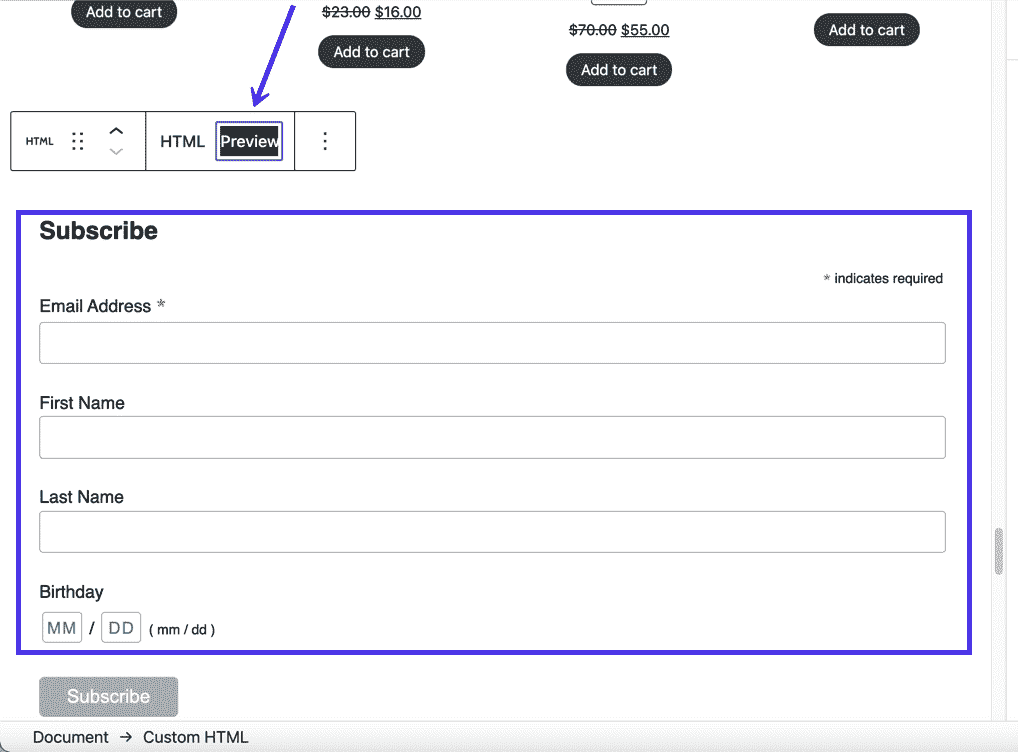 Add to cart
$23.00 $16.00
Add to cart
$70.00 $55.00
Add to cart
Add to cart
HTML HTML Preview
Subscribe
* indicates required
Email Address *
First Name
Last Name
Birthday
MM / DD ( mm / dd )
Subscribe
Document → Custom HTML